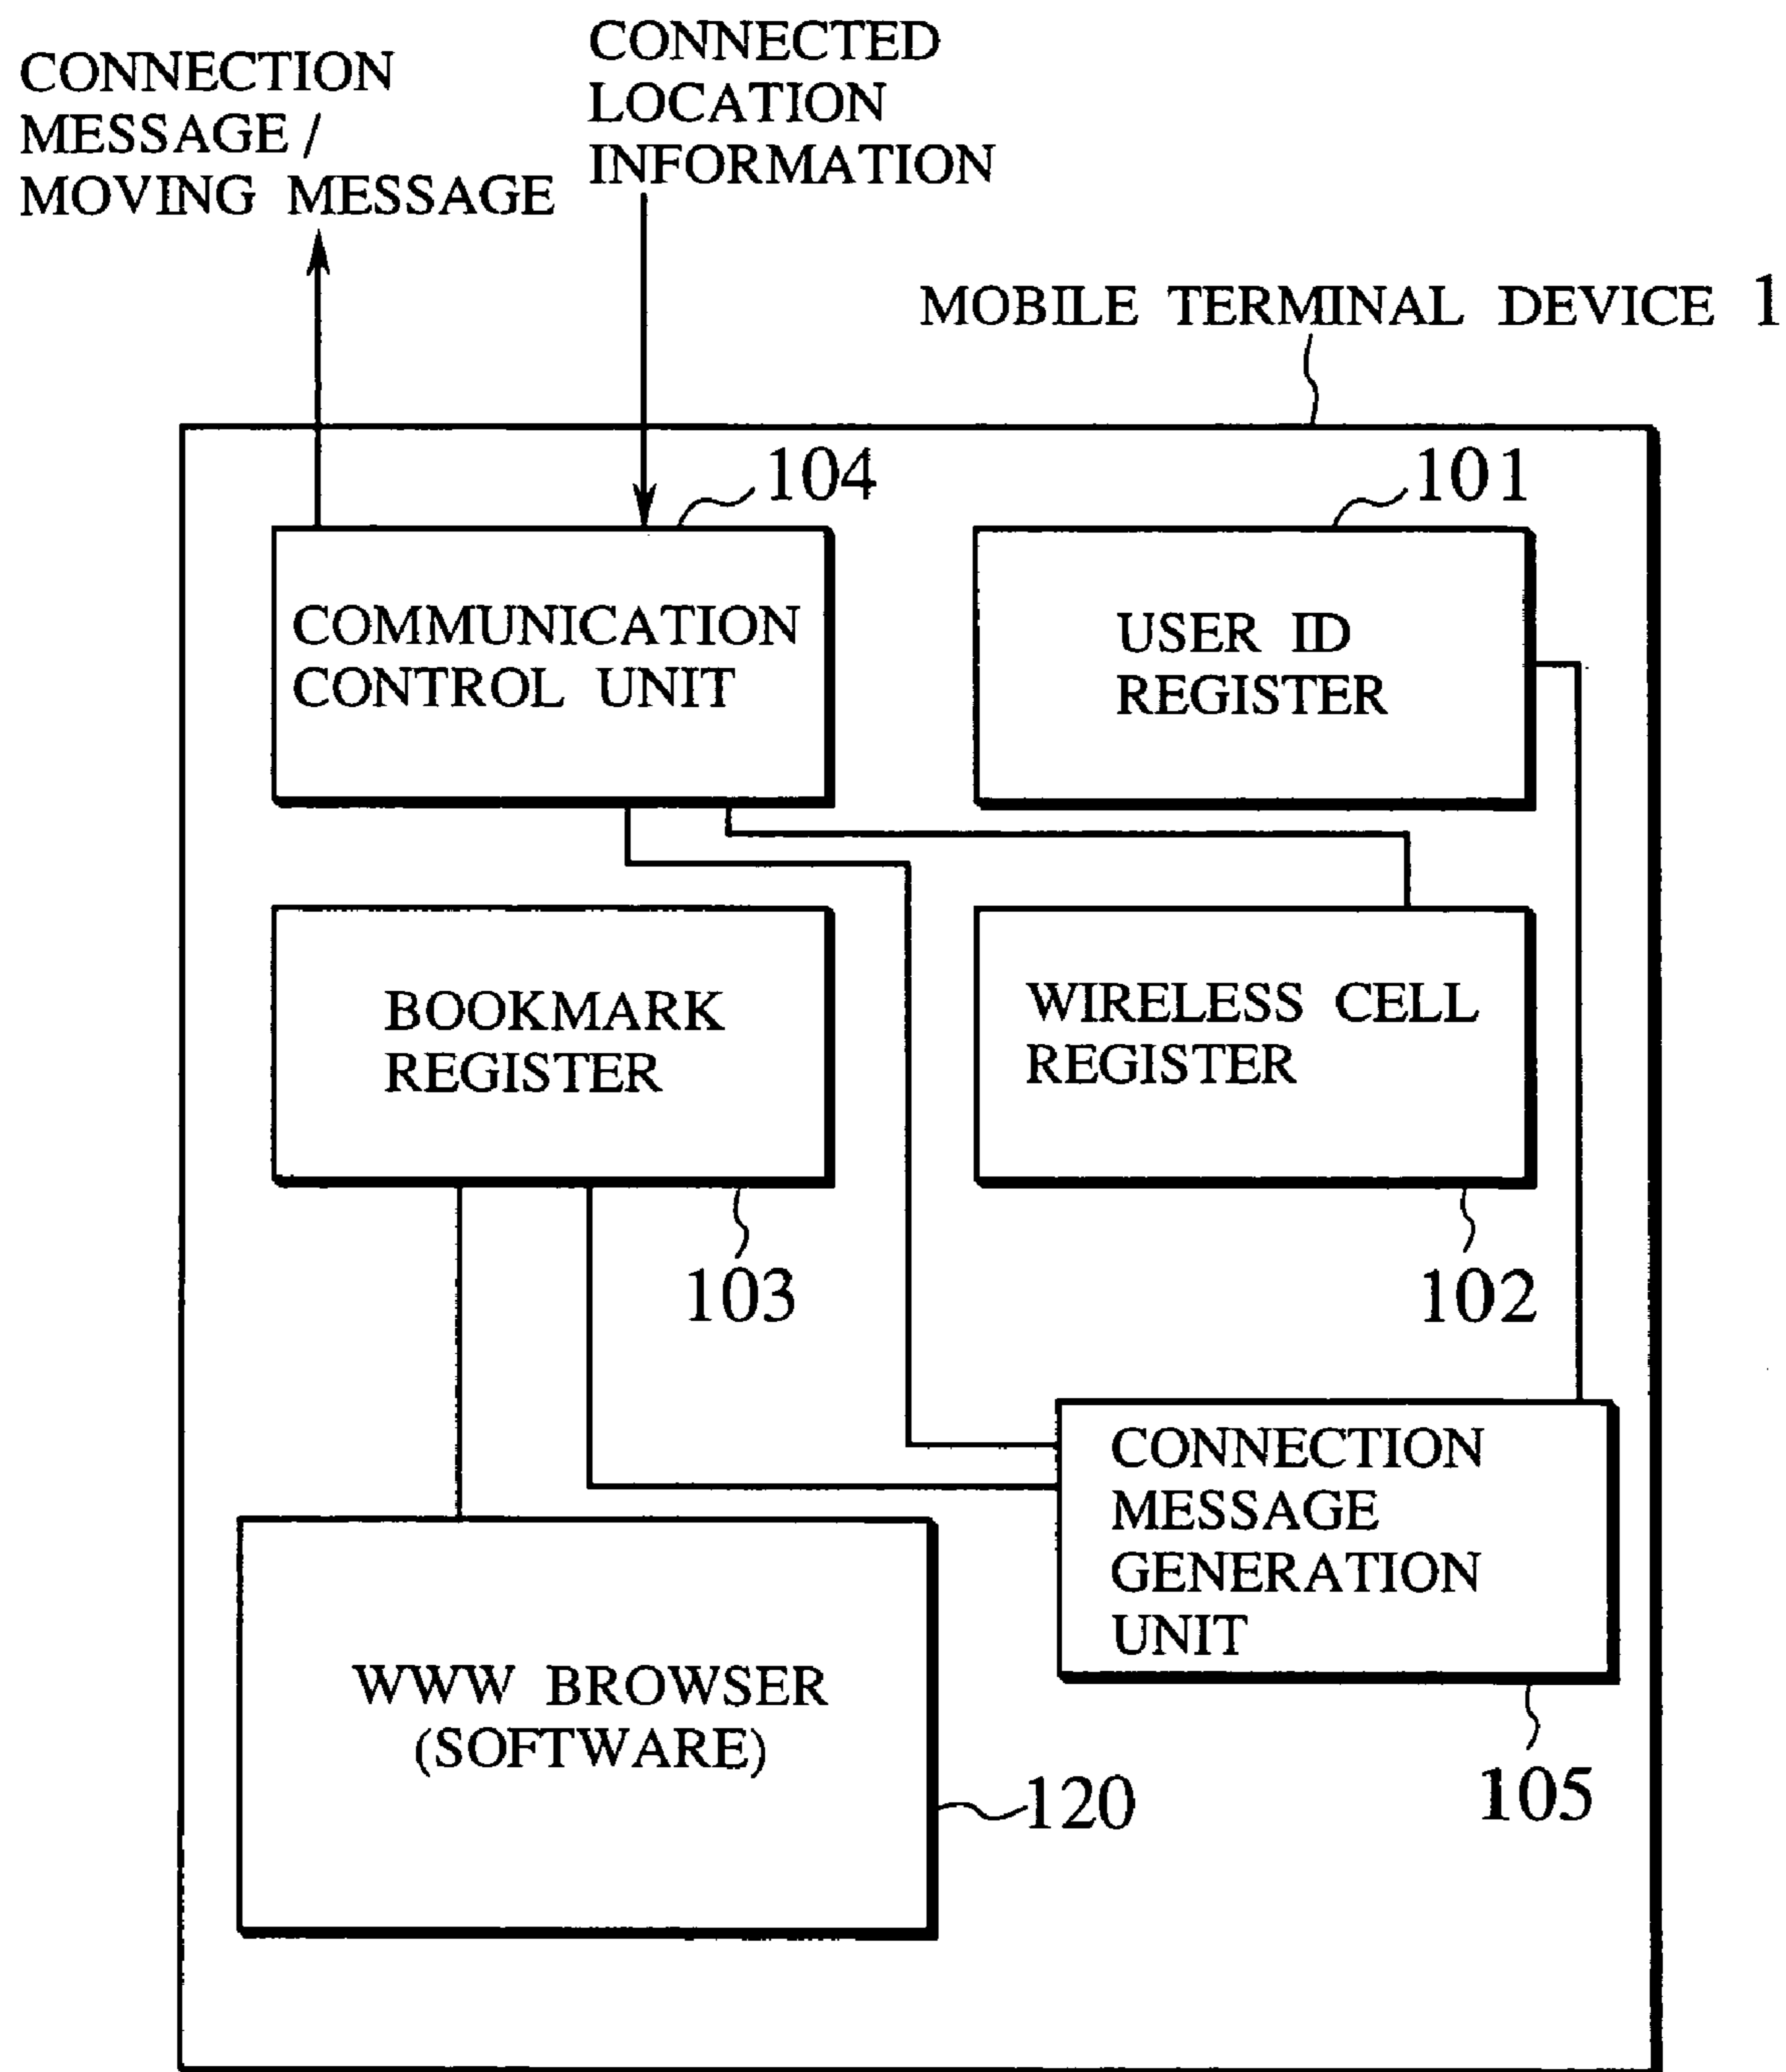 CONNECTION
MESSAGE /
MOVING MESSAGE
CONNECTED
LOCATION
INFORMATION
MOBILE TERMINAL DEVICE 1
104
101
COMMUNICATION
CONTROL UNIT
USER ID
REGISTER
BOOKMARK
REGISTER
WIRELESS CELL
REGISTER
103
102
CONNECTION
MESSAGE
GENERATION
UNIT
WWW BROWSER
(SOFTWARE)
105
120